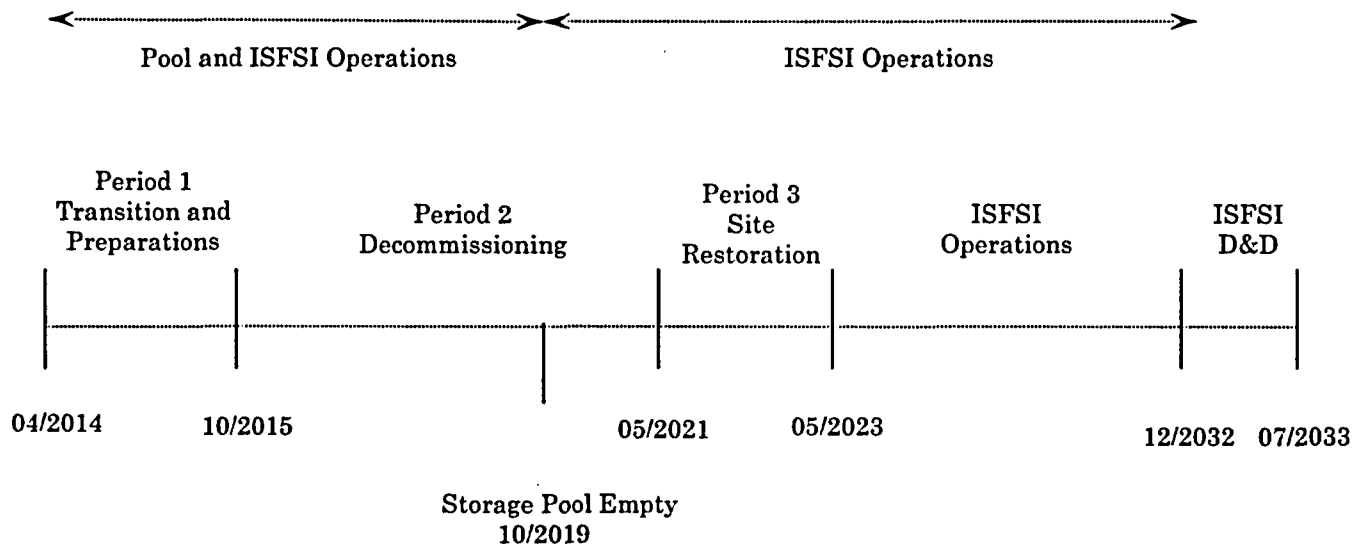 Pool and ISFSI Operations
ISFSI Operations
Period 1
Transition and
Preparations
Period 2
Decommissioning
Period 3
Site
Restoration
ISFSI
Operations
ISFSI
D&D
04/2014
10/2015
05/2021
05/2023
12/2032
07/2033
Storage Pool Empty
10/2019